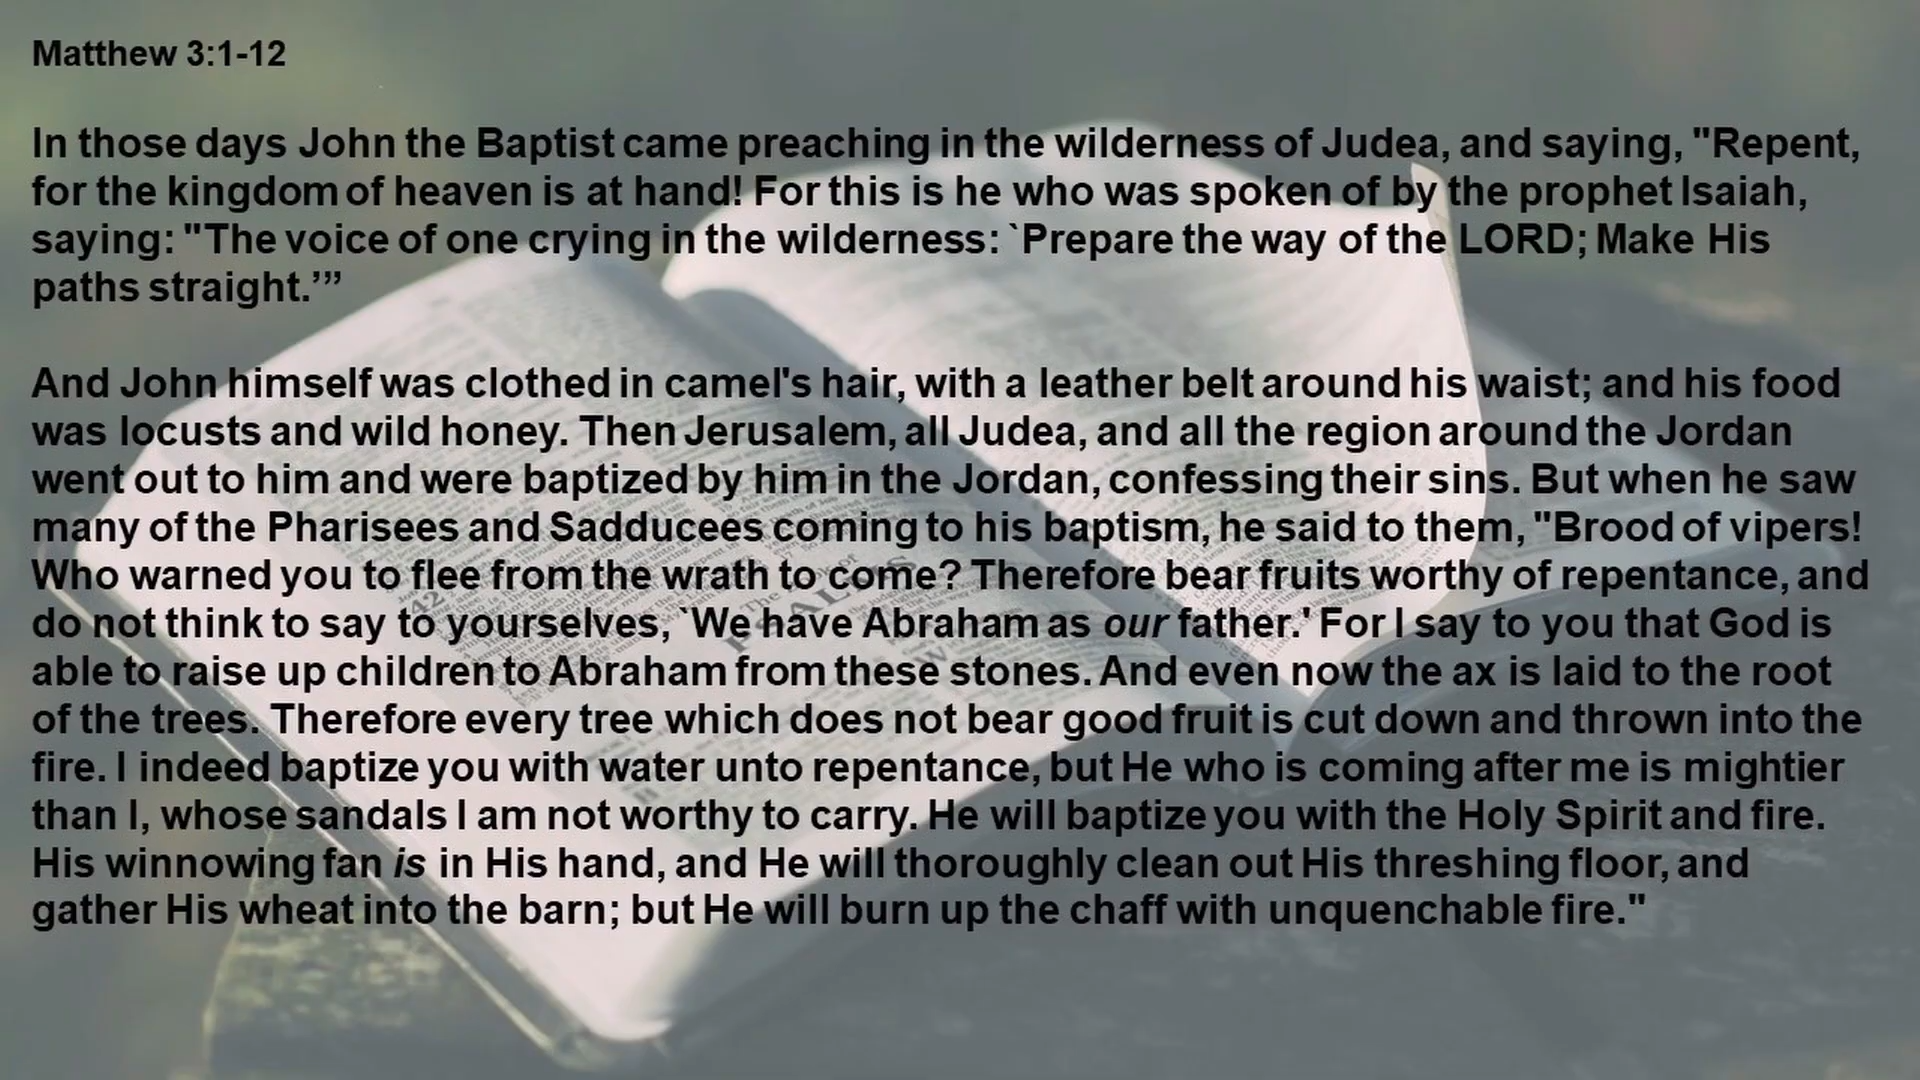 Matthew 3:1-12
In those days John the Baptist came preaching in the wilderness of Judea, and saying, "Repent,
for the kingdom of heaven is at hand! For this is he who was spoken of by the prophet Isaiah,
saying: "The voice of one crying in the wilderness: `Prepare the way of the LORD; Make His
paths straight.’”
And John himself was clothed in camel's hair, with a leather belt around his waist; and his food
was locusts and wild honey. Then Jerusalem, all Judea, and all the region around the Jordan
went out to him and were baptized by him in the Jordan, confessing their sins. But when he saw
many of the Pharisees and Sadducees coming to his baptism, he said to them, "Brood of vipers!
Who warned you to flee from the wrath to come? Therefore bear fruits worthy of repentance, and
do not think to say to yourselves, `We have Abraham as our father.' For I say to you that God is
able to raise up children to Abraham from these stones. And even now the ax is laid to the root
of the trees. Therefore every tree which does not bear good fruit is cut down and thrown into the
fire. I indeed baptize you with water unto repentance, but He who is coming after me is mightier
than I, whose sandals I am not worthy to carry. He will baptize you with the Holy Spirit and fire.
His winnowing fan is in His hand, and He will thoroughly clean out His threshing floor, and
gather His wheat into the barn; but He will burn up the chaff with unquenchable fire."